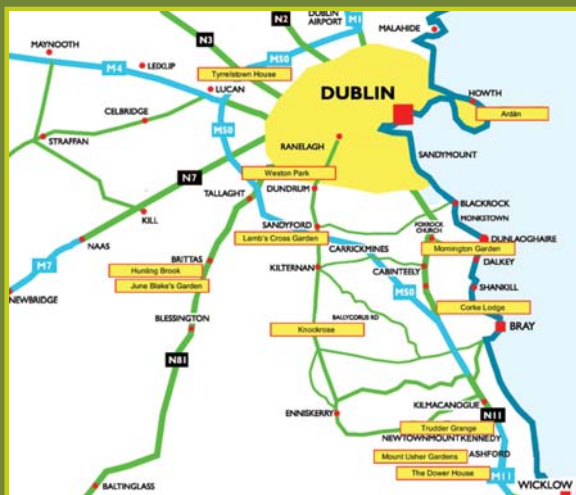 DUBLIN
AIRPORT
N2
M1
MALAHIDE
N3
MAYNOOTH
M50
M4
LEIXLIP
Tyrrelstown House
LUCAN
DUBLIN
HOWTH
CELBRIDGE
M50
Ardán
STRAFFAN
RANELAGH
SANDYMOUNT
Weston Park
N7
TALLAGHT
DUNDRUM
BLACKROCK
KILL
MONKSTOWN
SANDYFORD
FOXROCK
CHURCH
NAAS
Lamb's Cross Garden
CARRICKMINES
DUNLAOGHAIRE
Mornington Garden
M7
BRITTAS
DALKEY
Hunting Brook
KILTERNAN
CABINTEELY
June Blake's Garden
SHANKILL
M50
NEWBRIDGE
Corke Lodge
BLESSINGTON
BALLYCORUS RD
Knockrose
BRAY
N81
KILMACANOGUE
ENNISKERRY
N11
Trudder Grange
NEWTOWNMOUNTKENNEDY
Mount Usher Gardens
ASHFORD
The Dower House
M11
WICKLOW
BALTINGLASS